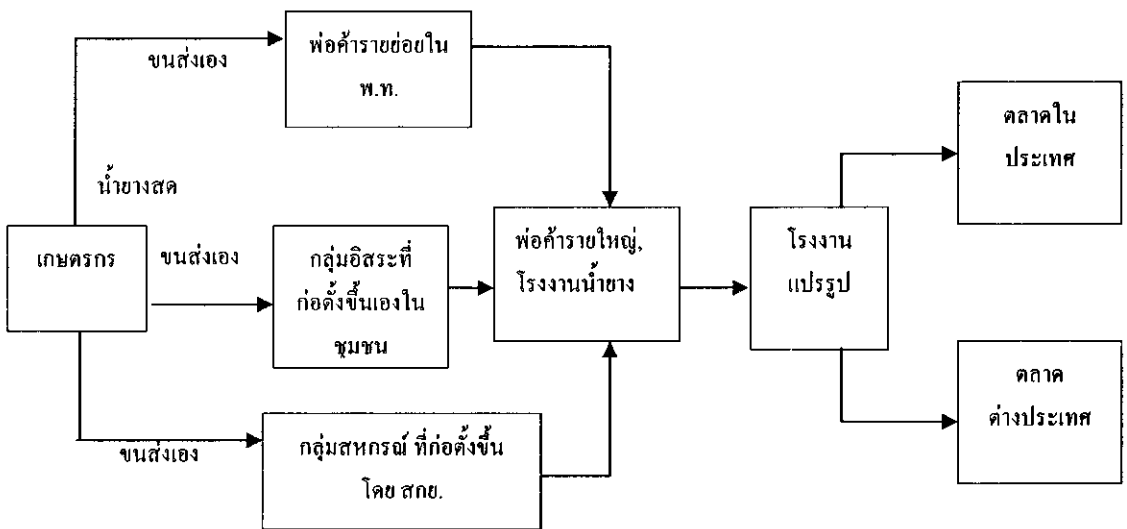 ขนส่งเอง
พ่อค้ารายย่อยใน
พ.ท.
ตลาดใน
ประเทศ
น้ำยางสด
เกษตรกร
ขนส่งเอง
กลุ่มอิสระที่
ก่อตั้งขึ้นเองใน
ชุมชน
พ่อค้ารายใหญ่,
โรงงานน้ำยาง
โรงงาน
แปรรูป
ตลาด
ต่างประเทศ
ขนส่งเอง
กลุ่มสหกรณ์ ที่ก่อตั้งขึ้น
โดย สกย.